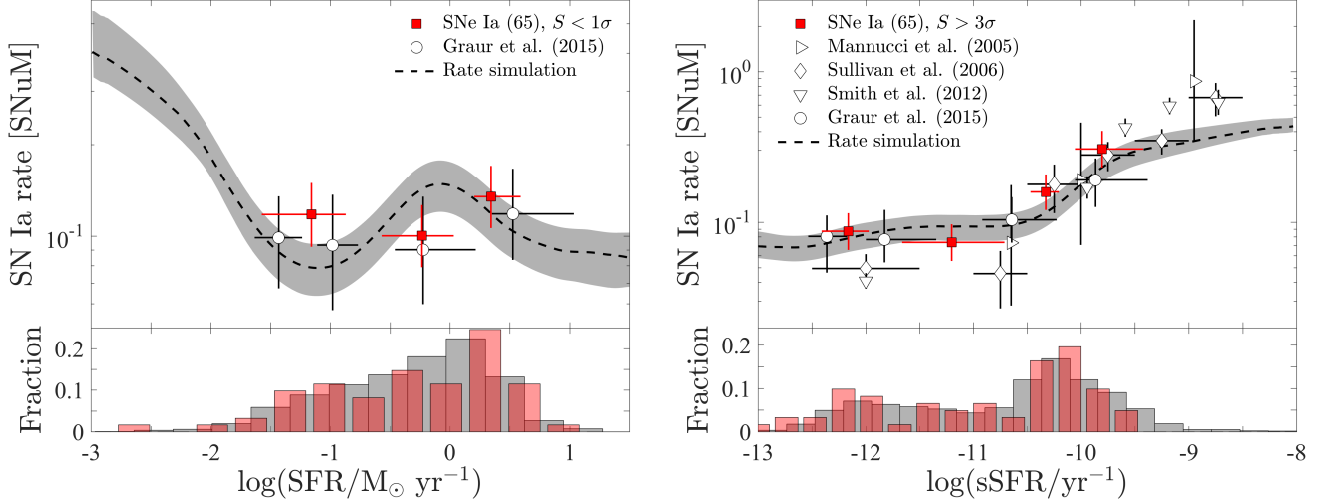 SN Ia rate [SNuM]
SNe Ia (65), S < 1σ
Graur et al. (2015)
Rate simulation
10⁻¹
Fraction
0.2
0.1
0
-3
-2
-1
0
1
log(SFR/M⊙ yr⁻¹)
SN Ia rate [SNuM]
SNe Ia (65), S > 3σ
Mannucci et al. (2005)
Sullivan et al. (2006)
Smith et al. (2012)
Graur et al. (2015)
Rate simulation
10⁰
10⁻¹
Fraction
0.2
0.1
0
-13
-12
-11
-10
-9
-8
log(sSFR/yr⁻¹)